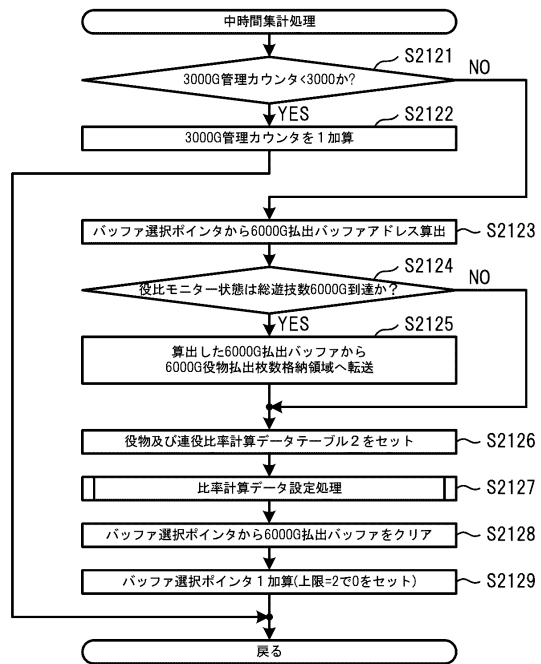 中時間集計処理
S2121
3000G管理カウンタ<3000か?
NO
YES
S2122
3000G管理カウンタを1加算
バッファ選択ポインタから6000G払出バッファアドレス算出
S2123
S2124
役比モニター状態は総遊技数6000G到達か?
NO
YES
S2125
算出した6000G払出バッファから
6000G役物払出枚数格納領域へ転送
役物及び連役比率計算データテーブル2をセット
S2126
比率計算データ設定処理
S2127
バッファ選択ポインタから6000G払出バッファをクリア
S2128
バッファ選択ポインタ1加算(上限=2で0をセット)
S2129
戻る